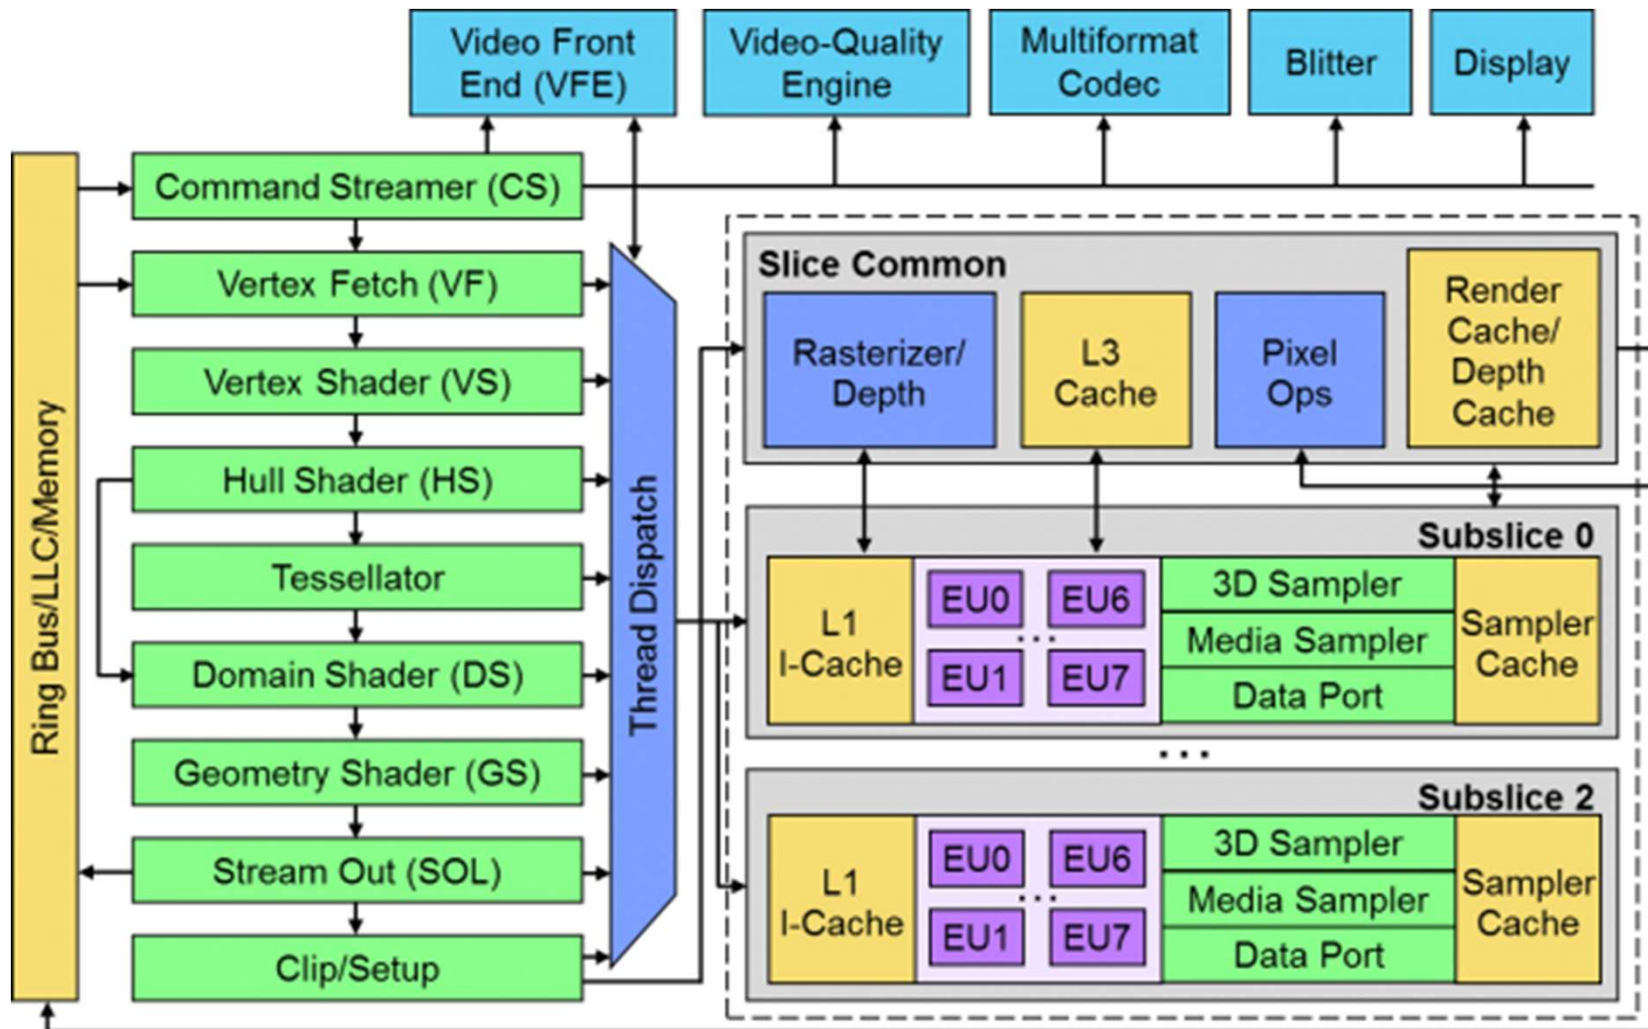 Video Front
End (VFE)
Video-Quality
Engine
Multiformat
Codec
Blitter
Display
Ring Bus/LLC/Memory
Command Streamer (CS)
Vertex Fetch (VF)
Vertex Shader (VS)
Hull Shader (HS)
Tessellator
Domain Shader (DS)
Geometry Shader (GS)
Stream Out (SOL)
Clip/Setup
Thread Dispatch
Slice Common
Rasterizer/
Depth
L3
Cache
Pixel
Ops
Render
Cache/
Depth
Cache
Subslice 0
L1
I-Cache
EU0
EU6
...
EU1
EU7
3D Sampler
Media Sampler
Data Port
Sampler
Cache
...
Subslice 2
L1
I-Cache
EU0
EU6
...
EU1
EU7
3D Sampler
Media Sampler
Data Port
Sampler
Cache